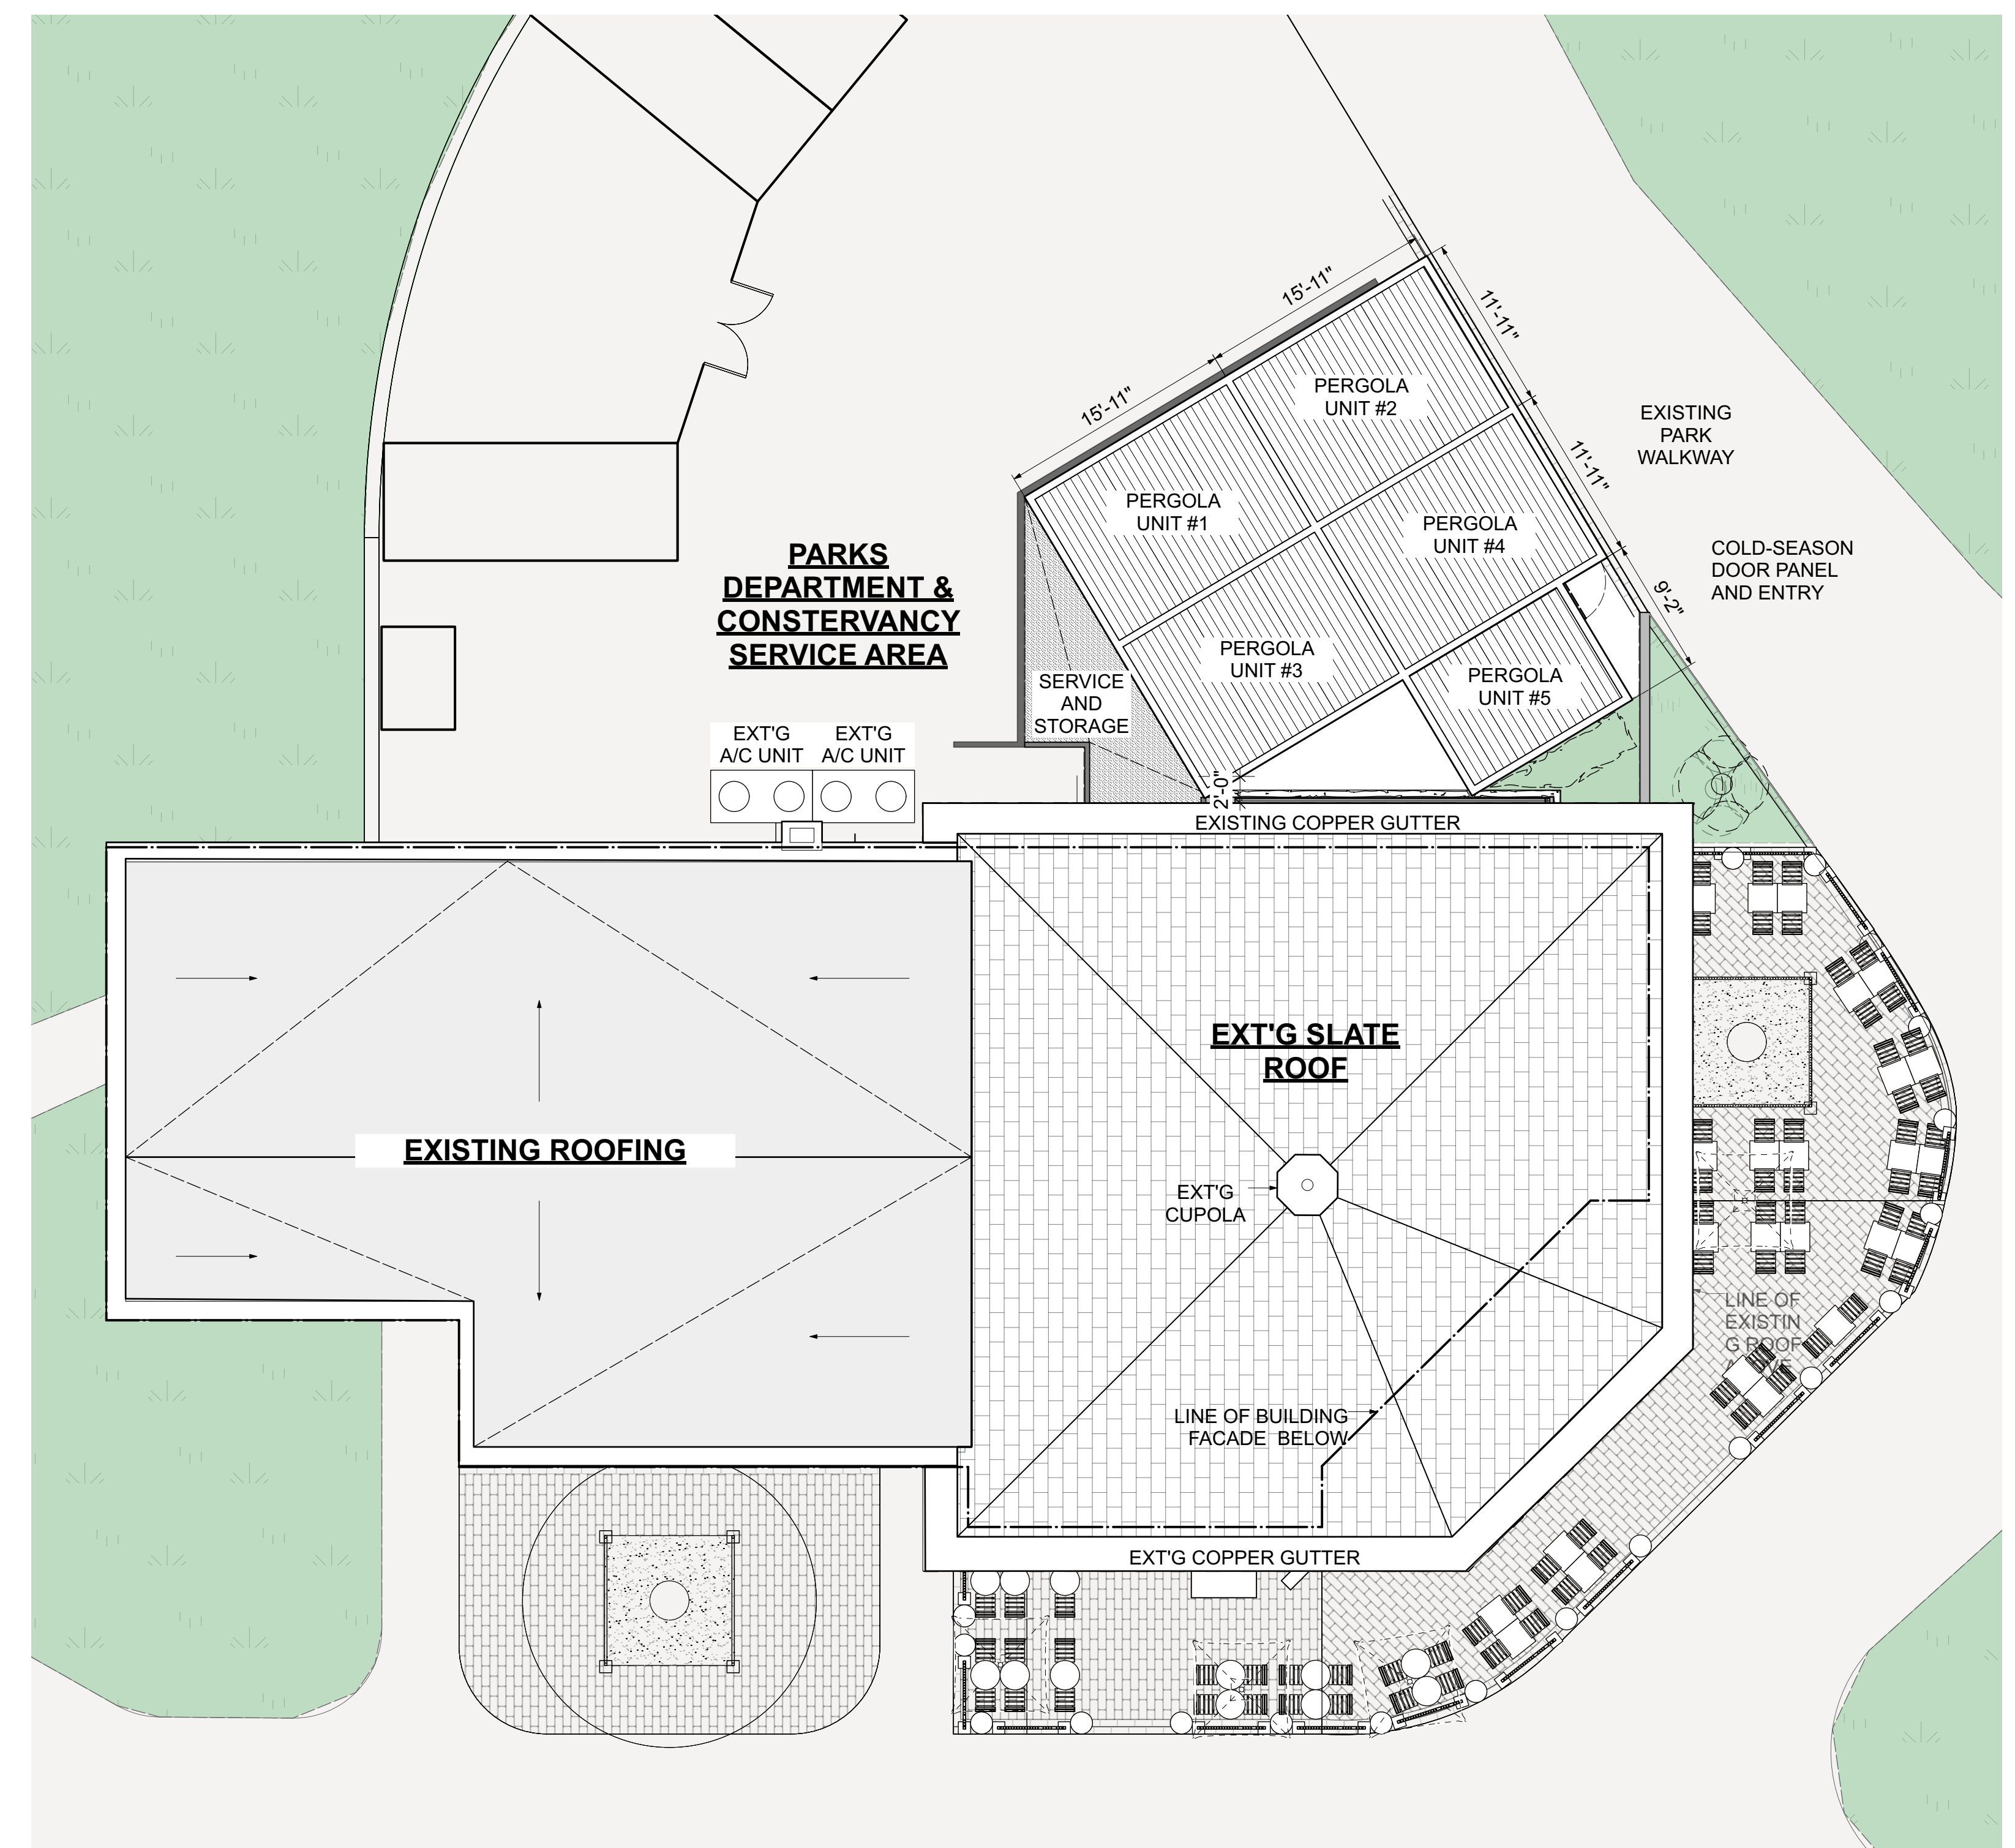 15'-11"
11'-11"
15'-11"
PERGOLA
UNIT #2
EXISTING
PARK
WALKWAY
11'-11"
PERGOLA
UNIT #1
PERGOLA
UNIT #4
COLD-SEASON
DOOR PANEL
AND ENTRY
PARKS
DEPARTMENT &
CONSTERVANCY
SERVICE AREA
9'-2"
PERGOLA
UNIT #3
PERGOLA
UNIT #5
SERVICE
AND
STORAGE
EXT'G
A/C UNIT
EXT'G
A/C UNIT
2'-0"
EXISTING COPPER GUTTER
EXT'G SLATE
ROOF
EXISTING ROOFING
EXT'G
CUPOLA
LINE OF
EXISTIN
G ROOF
LINE OF BUILDING
FACADE BELOW
EXT'G COPPER GUTTER